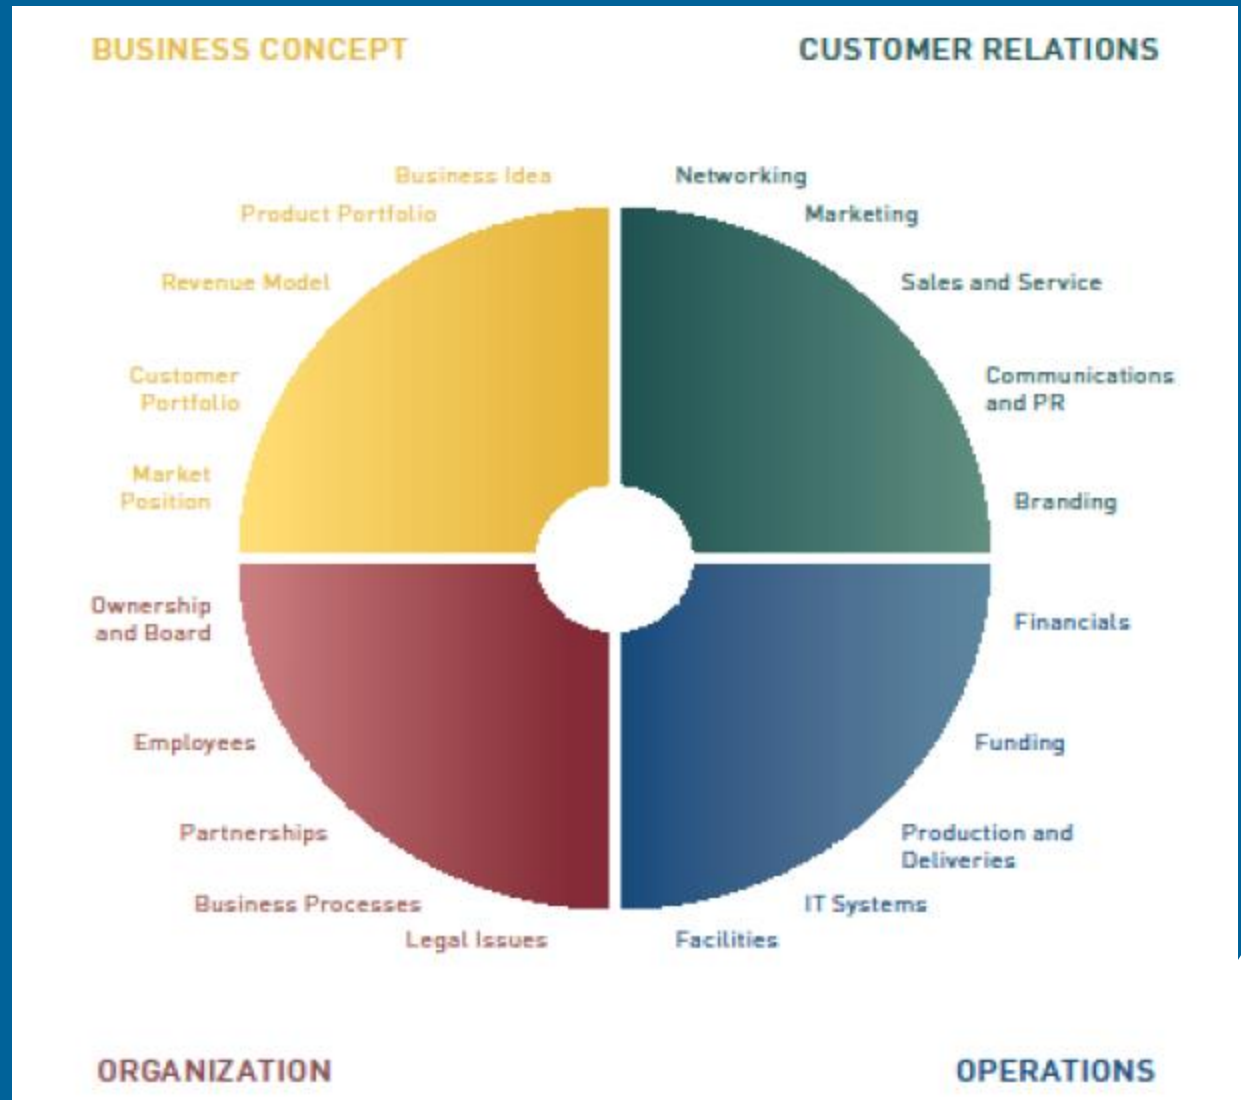 BUSINESS CONCEPT
CUSTOMER RELATIONS
Business Idea
Product Portfolio
Revenue Model
Customer
Portfolio
Market
Position
Networking
Marketing
Sales and Service
Communications
and PR
Branding
Ownership
and Board
Employees
Partnerships
Business Processes
Legal Issues
Financials
Funding
Production and
Deliveries
IT Systems
Facilities
ORGANIZATION
OPERATIONS